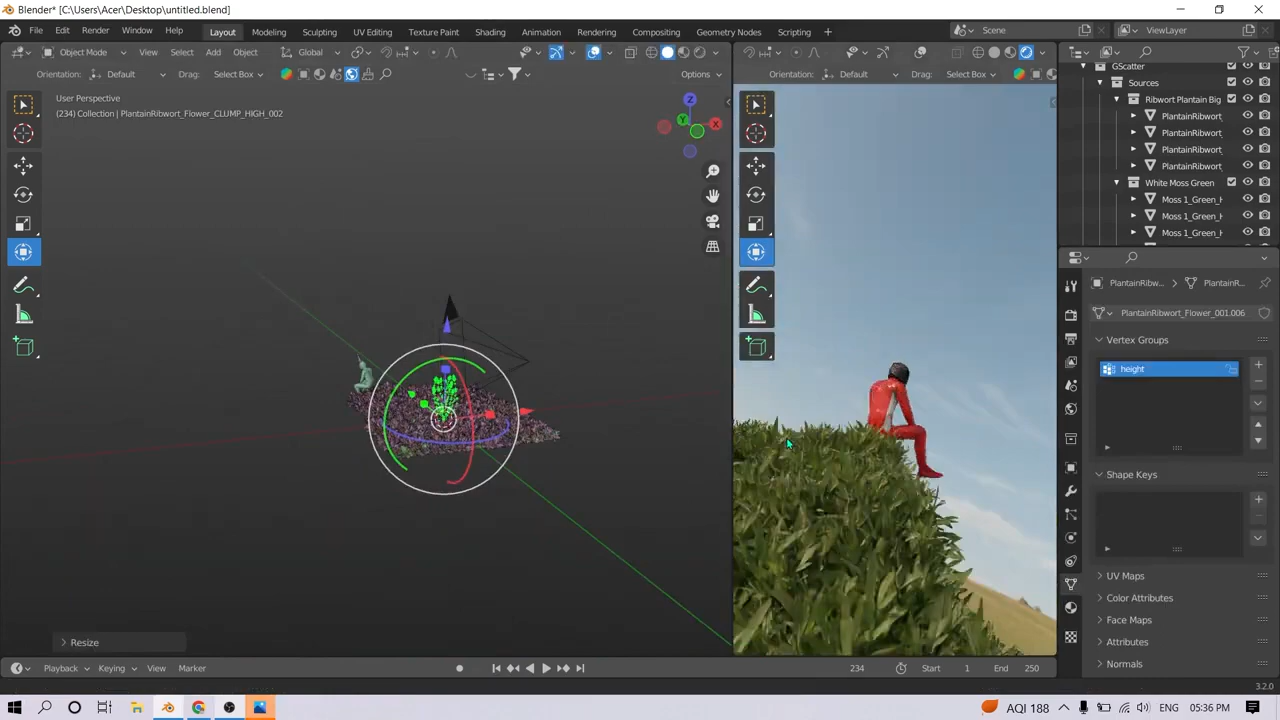 Blender* [C:\Users\Acer\Desktop\untitled.blend]
File Edit Render Window Help Layout Modeling Sculpting UV Editing Texture Paint Shading Animation Rendering Compositing Geometry Nodes Scripting + Scene ViewLayer
Object Mode View Select Add Object Global
Orientation: Default Drag: Select Box Options Orientation: Default Drag: Select Box
User Perspective
(234) Collection | PlantainRibwort_Flower_CLUMP_HIGH_002
Z
Y
X
GScatter
Sources
Ribwort Plantain Big
PlantainRibwort
PlantainRibwort
PlantainRibwort
PlantainRibwort
White Moss Green
Moss 1_Green_H
Moss 1_Green_H
Moss 1_Green_H
PlantainRibw... PlantainR...
PlantainRibwort_Flower_001.006
Vertex Groups
height
Shape Keys
UV Maps
Color Attributes
Face Maps
Attributes
Normals
Resize
Playback Keying View Marker 234 Start 1 End 250
3.2.0
AQI 188 ENG 05:36 PM